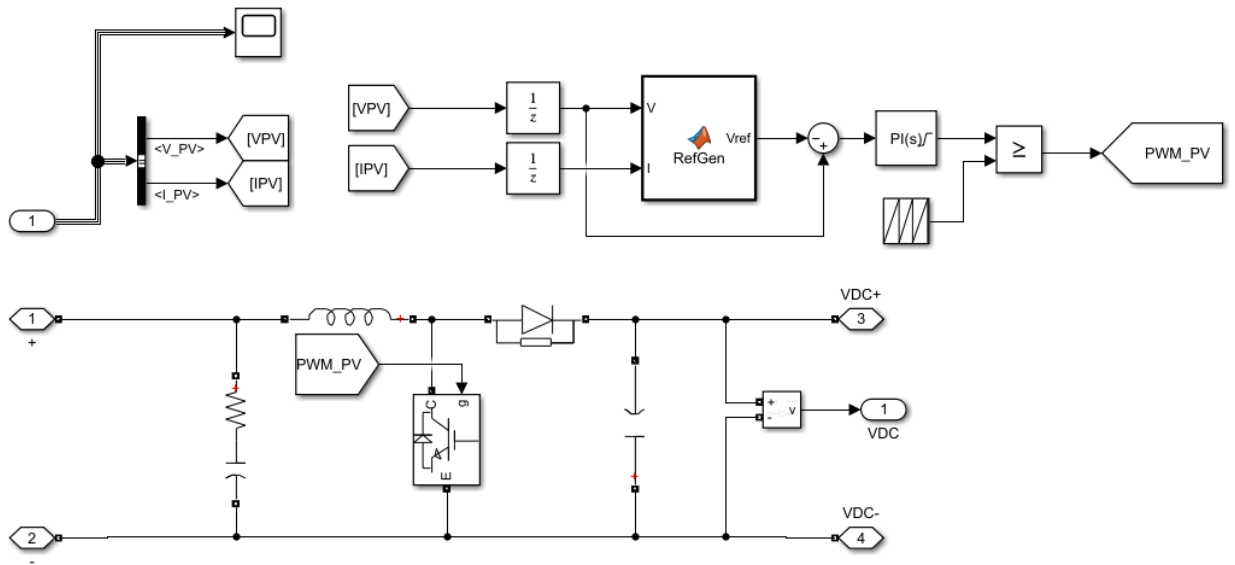 <V_PV>
<I_PV>
[VPV]
[IPV]
1
[VPV]
[IPV]
1
z
1
z
V
I
Vref
RefGen
-
+
PI(s)
≥
PWM_PV
1
+
2
-
PWM_PV
C
g
E
VDC+
3
+
-
v
1
VDC
VDC-
4